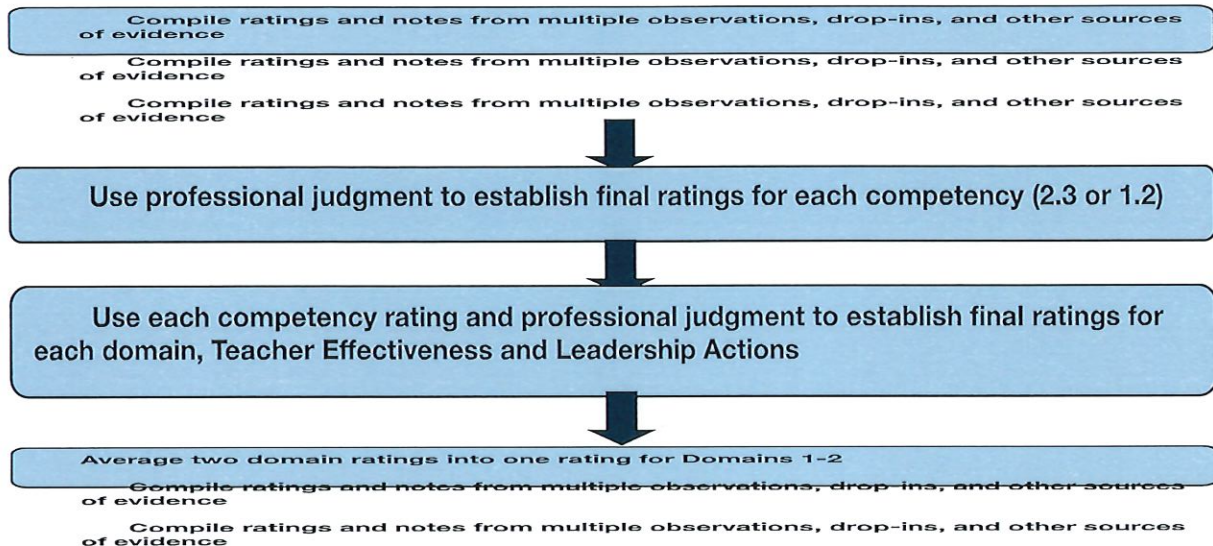 Compile ratings and notes from multiple observations, drop-ins, and other sources
of evidence
Compile ratings and notes from multiple observations, drop-ins, and other sources
of evidence
Compile ratings and notes from multiple observations, drop-ins, and other sources
of evidence
Use professional judgment to establish final ratings for each competency (2.3 or 1.2)
Use each competency rating and professional judgment to establish final ratings for
each domain, Teacher Effectiveness and Leadership Actions
Average two domain ratings into one rating for Domains 1-2
Compile ratings and notes from multiple observations, drop-ins, and other sources
of evidence
Compile ratings and notes from multiple observations, drop-ins, and other sources
of evidence